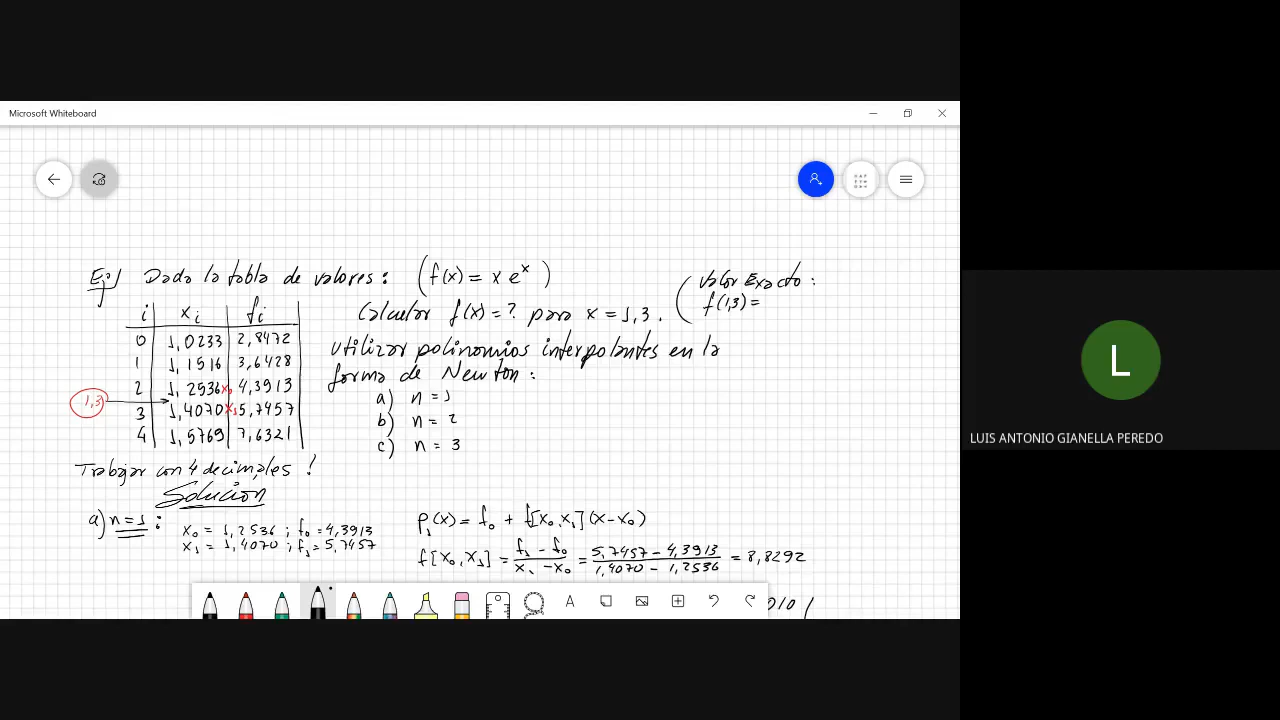 Microsoft Whiteboard
Ej/ Dada la tabla de valores: (f(x) = x e^x)
i | xi | fi
0 | 1,0233 | 2,8472
1 | 1,1516 | 3,6428
2 | 1,2536 x₀ | 4,3913
1,3
3 | 1,4070 x₁ | 5,7457
4 | 1,5769 | 7,6321
Trabajar con 4 decimales !
Calcular f(x) = ? para x = 1,3.
(Valor Exacto:
f(1,3) =
Utilizar polinomios interpolantes en la
forma de Newton:
a) n = 1
b) n = 2
c) n = 3
Solución
a) n = 1 :
x₀ = 1,2536 ; f₀ = 4,3913
x₁ = 1,4070 ; f₁ = 5,7457
P₁(x) = f₀ + f[x₀,x₁](x-x₀)
f[x₀,x₁] = (f₁ - f₀)/(x₁ - x₀) = (5,7457 - 4,3913)/(1,4070 - 1,2536) = 8,8292
A
L
LUIS ANTONIO GIANELLA PEREDO